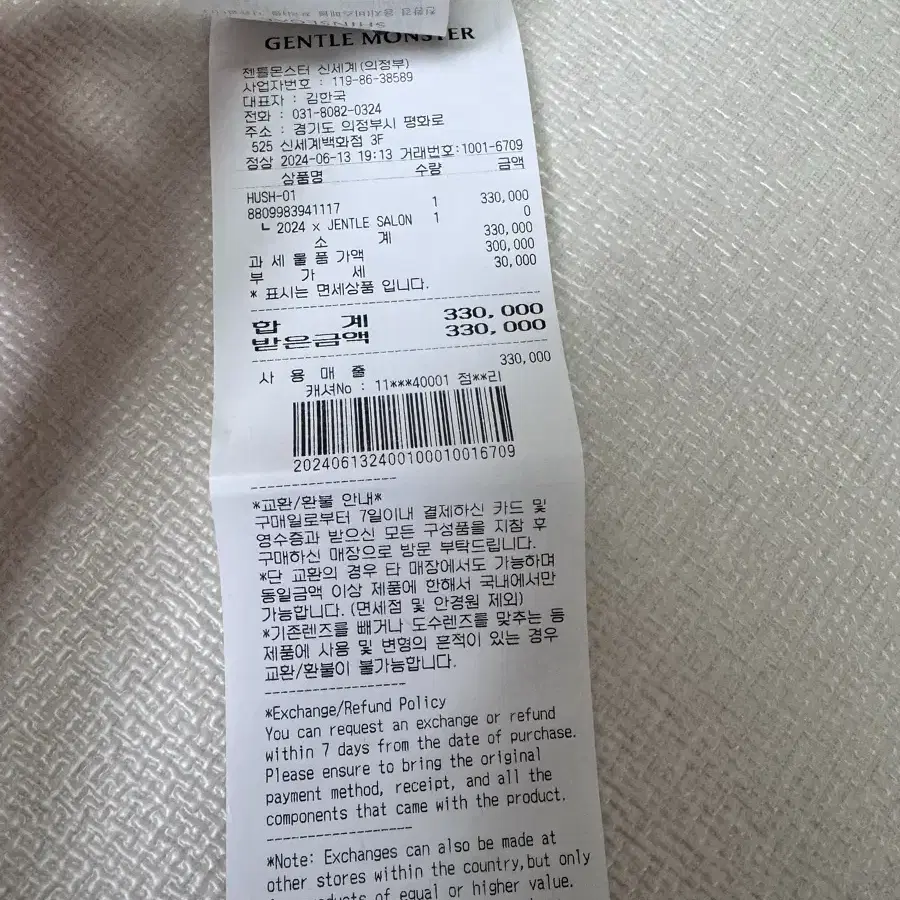 GENTLE MONSTER
젠틀몬스터 신세계(의정부)
사업자번호 : 119-86-38589
대표자 : 김한국
전화 : 031-8082-0324
주소 : 경기도 의정부시 평화로
525 신세계백화점 3F
정상 2024-06-13 19:13 거래번호:1001-6709
상품명 수량 금액
HUSH-01
8809983941117 1 330,000
ㄴ 2024 x JENTLE SALON 1 0
소 계 330,000
과 세 물 품 가액 300,000
부 가 세 30,000
* 표시는 면세상품 입니다.
합 계 330,000
받은금액 330,000
사 용 매 출 330,000
캐셔No : 11***40001 점**리
202406132400100010016709
*교환/환불 안내*
구매일로부터 7일이내 결제하신 카드 및
영수증과 받으신 모든 구성품을 지참 후
구매하신 매장으로 방문 부탁드립니다.
*단 교환의 경우 타 매장에서도 가능하며
동일금액 이상 제품에 한해서 국내에서만
가능합니다. (면세점 및 안경원 제외)
*기존렌즈를 빼거나 도수렌즈를 맞추는 등
제품에 사용 및 변형의 흔적이 있는 경우
교환/환불이 불가능합니다.
*Exchange/Refund Policy
You can request an exchange or refund
within 7 days from the date of purchase.
Please ensure to bring the original
payment method, receipt, and all the
components that came with the product.
*Note: Exchanges can also be made at
other stores within the country,but only
of equal or higher value.